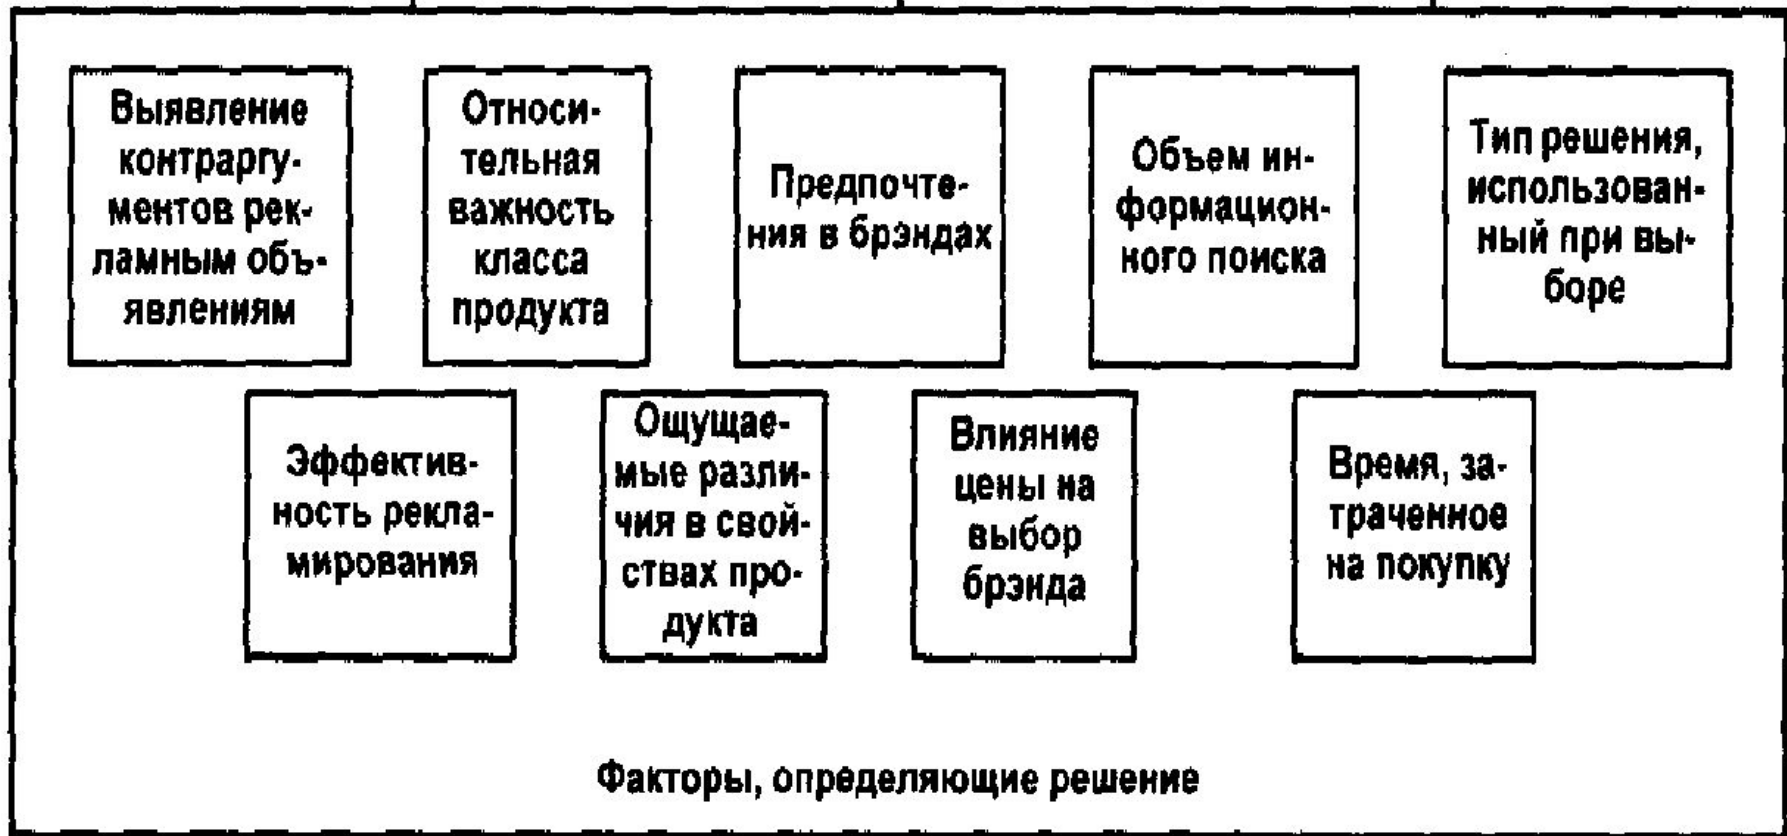 Выявление
контраргу-
ментов рек-
ламным объ-
явлениям
Относи-
тельная
важность
класса
продукта
Предпочте-
ния в брэндах
Объем ин-
формацион-
ного поиска
Тип решения,
использован-
ный при вы-
боре
Эффектив-
ность рекла-
мирования
Ощущае-
мые разли-
чия в свой-
ствах про-
дукта
Влияние
цены на
выбор
брэнда
Время, за-
траченное
на покупку
Факторы, определяющие решение